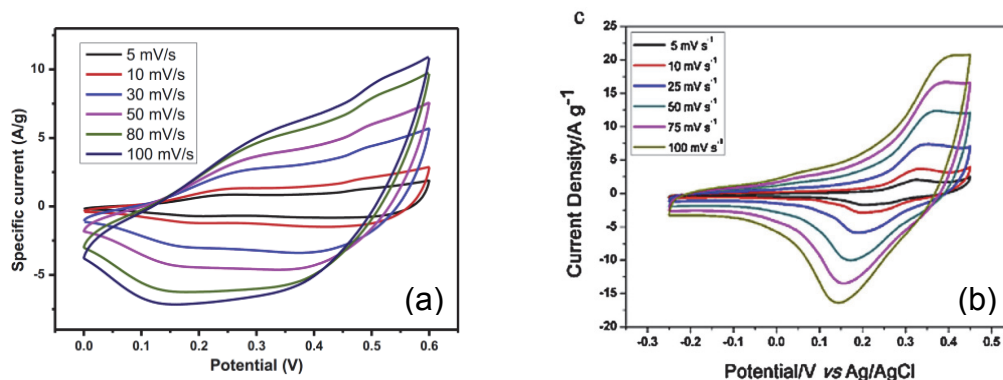 5 mV/s
10 mV/s
30 mV/s
50 mV/s
80 mV/s
100 mV/s
Specific current (A/g)
10
5
0
-5
0.0 0.1 0.2 0.3 0.4 0.5 0.6
Potential (V)
(a)
c
5 mV s⁻¹
10 mV s⁻¹
25 mV s⁻¹
50 mV s⁻¹
75 mV s⁻¹
100 mV s⁻¹
Current Density/A g⁻¹
25
20
15
10
5
0
-5
-10
-15
-20
-0.3 -0.2 -0.1 0.0 0.1 0.2 0.3 0.4 0.5
Potential/V vs Ag/AgCl
(b)